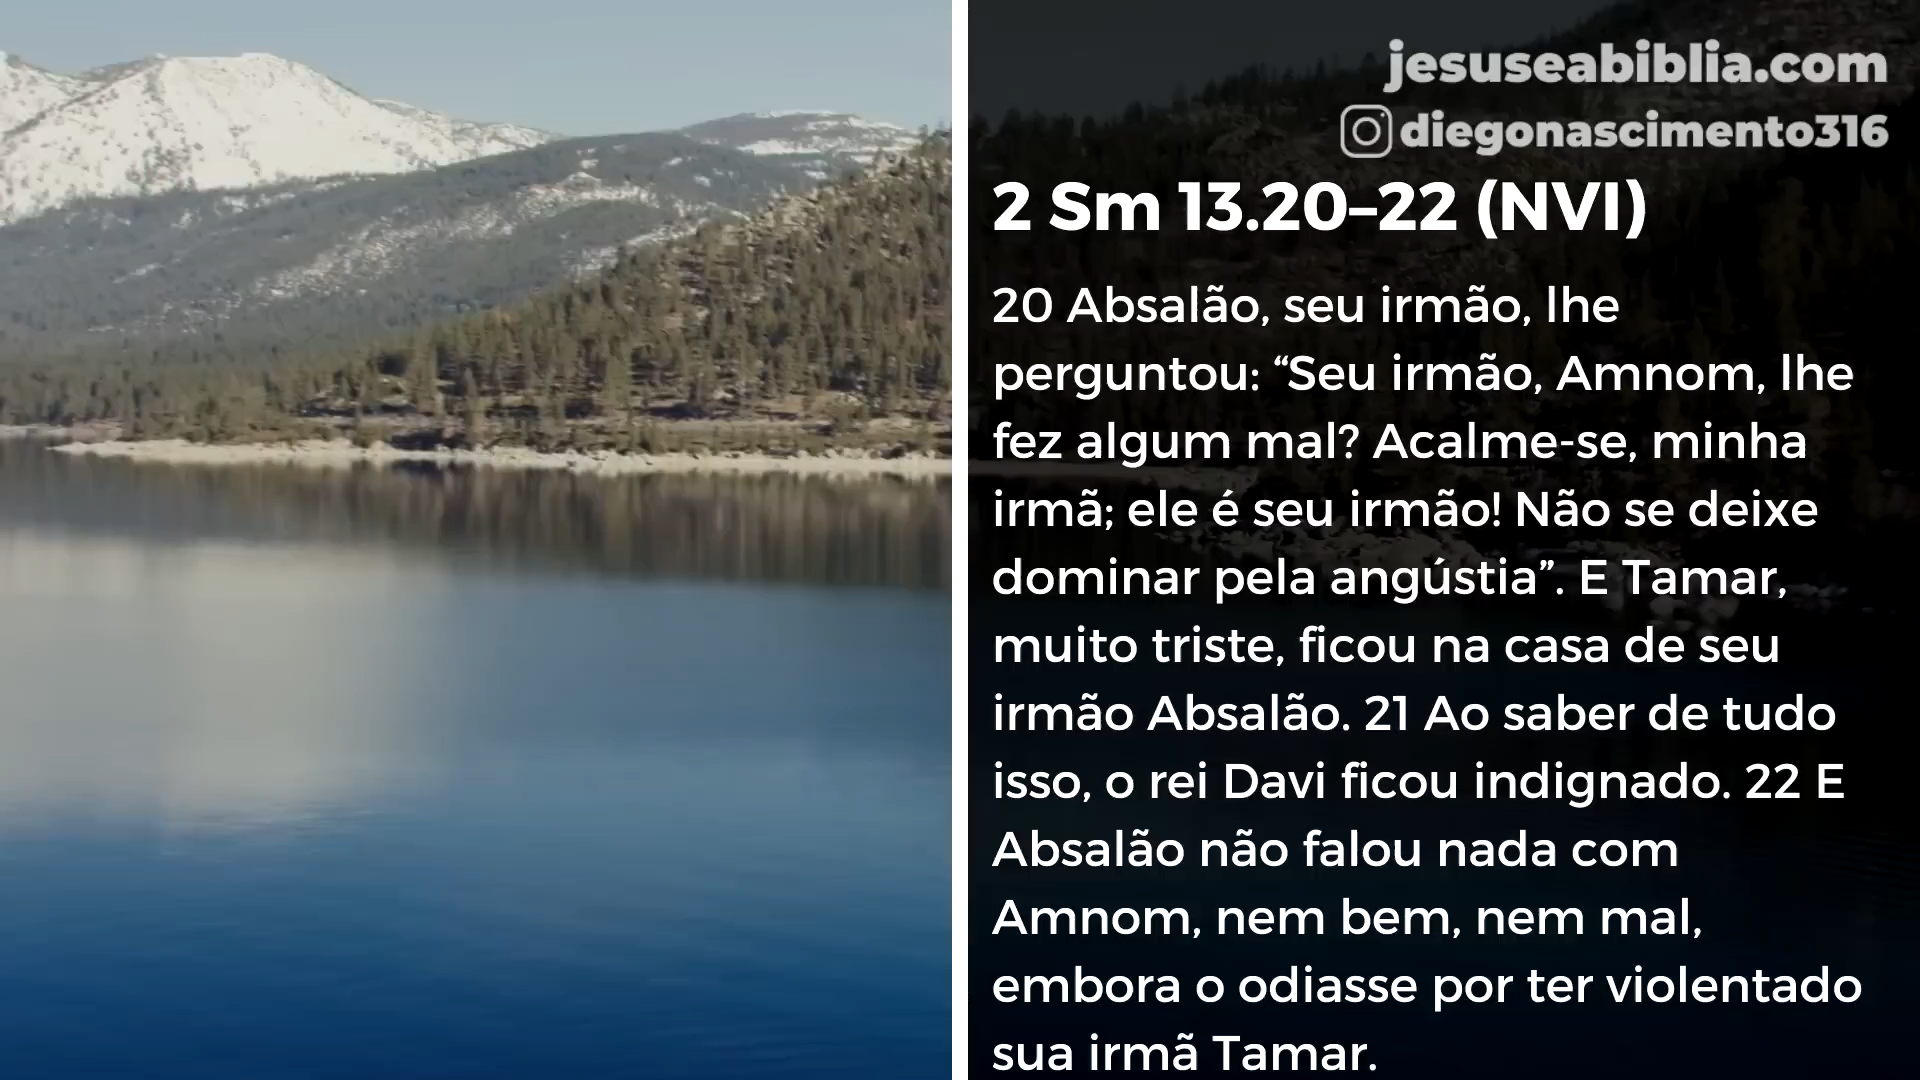 jesuseabiblia.com
diegonascimento316
2 Sm 13.20–22 (NVI)
20 Absalão, seu irmão, lhe
perguntou: “Seu irmão, Amnom, lhe
fez algum mal? Acalme-se, minha
irmã; ele é seu irmão! Não se deixe
dominar pela angústia”. E Tamar,
muito triste, ficou na casa de seu
irmão Absalão. 21 Ao saber de tudo
isso, o rei Davi ficou indignado. 22 E
Absalão não falou nada com
Amnom, nem bem, nem mal,
embora o odiasse por ter violentado
sua irmã Tamar.